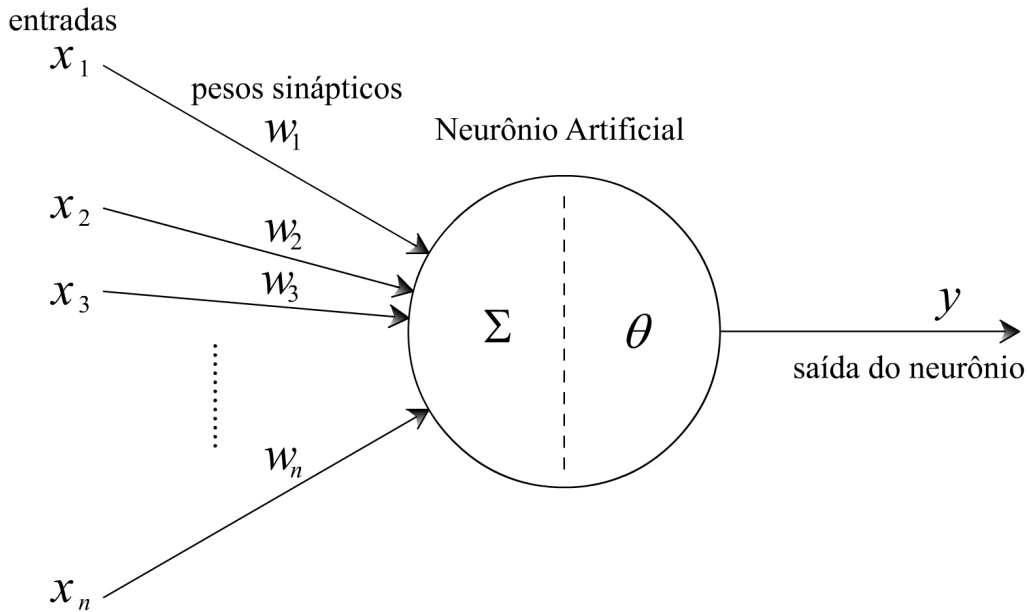 entradas
x1
pesos sinápticos
w1
Neurônio Artificial
x2
w2
x3
w3
Σ
θ
y
saída do neurônio
wn
xn